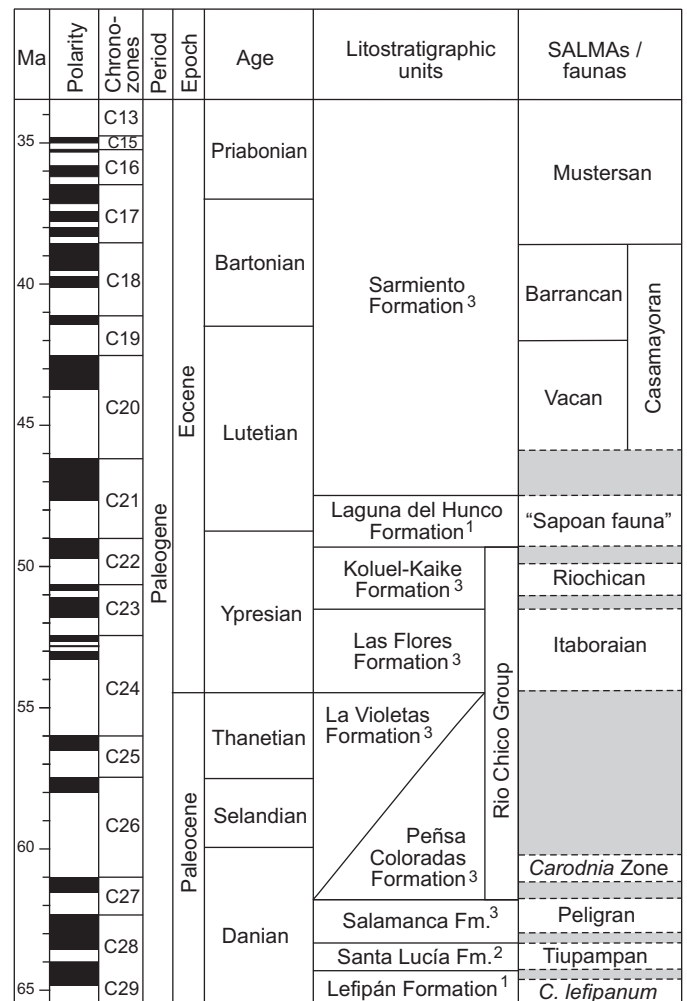 Ma
Polarity
Chrono-
zones
Period
Epoch
Age
Litostratigraphic
units
SALMAs /
faunas
35
40
45
50
55
60
65
C13
C15
C16
C17
C18
C19
C20
C21
C22
C23
C24
C25
C26
C27
C28
C29
Paleogene
Eocene
Paleocene
Priabonian
Bartonian
Lutetian
Ypresian
Thanetian
Selandian
Danian
Sarmiento
Formation 3
Laguna del Hunco
Formation 1
Koluel-Kaike
Formation 3
Las Flores
Formation 3
La Violetas
Formation 3
Peñsa
Coloradas
Formation 3
Rio Chico Group
Salamanca Fm. 3
Santa Lucía Fm. 2
Lefipán Formation 1
Mustersan
Barrancan
Vacan
Casamayoran
“Sapoan fauna”
Riochican
Itaboraian
Carodnia Zone
Peligran
Tiupampan
C. lefipanum